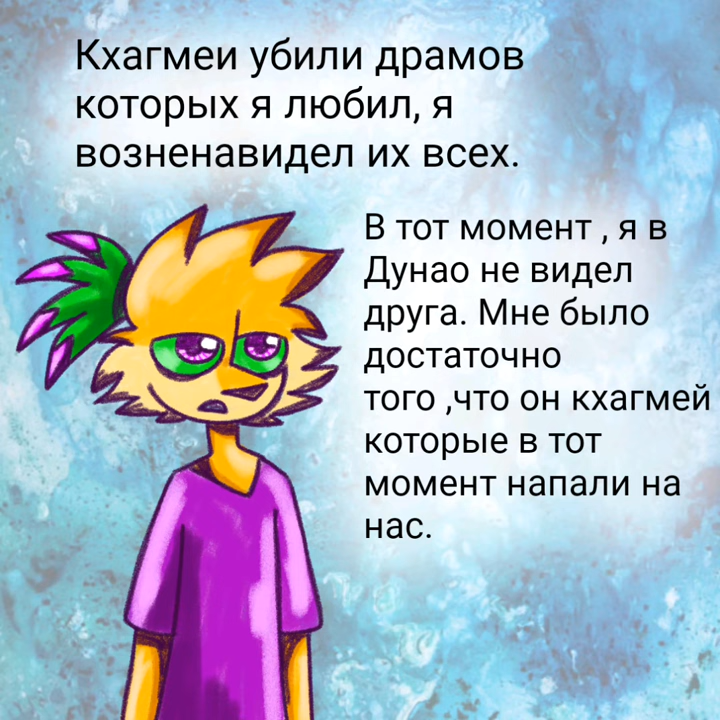 Кхагмеи убили драмов
которых я любил, я
возненавидел их всех.
В тот момент , я в
Дунао не видел
друга. Мне было
достаточно
того ,что он кхагмей
которые в тот
момент напали на
нас.